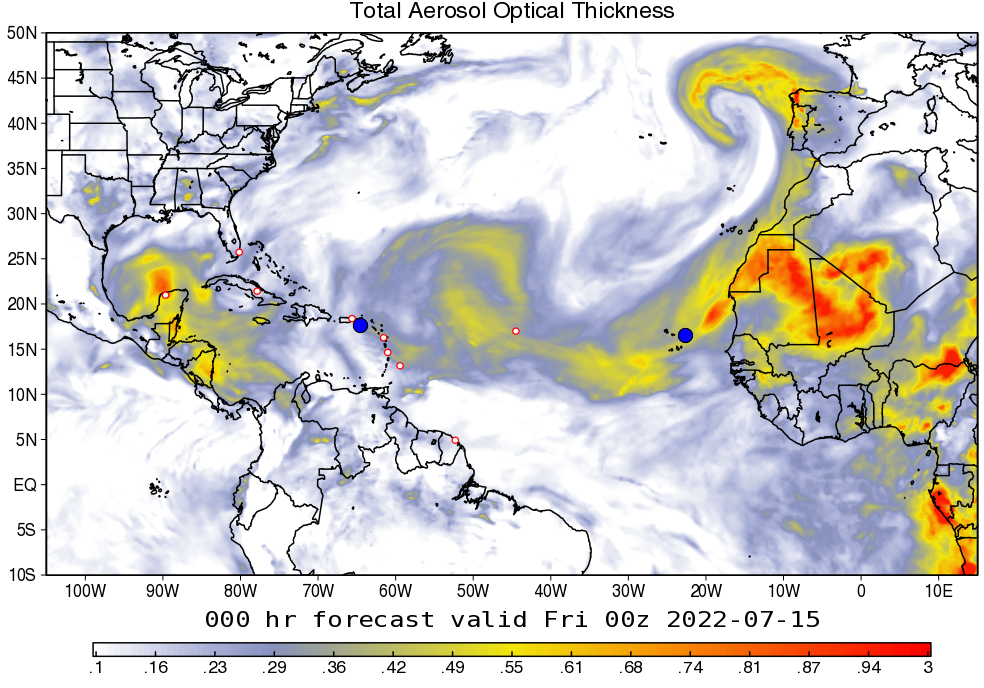 Total Aerosol Optical Thickness
50N
45N
40N
35N
30N
25N
20N
15N
10N
5N
EQ
5S
10S
100W 90W 80W 70W 60W 50W 40W 30W 20W 10W 0 10E
000 hr forecast valid Fri 00z 2022-07-15
.1 .16 .23 .29 .36 .42 .49 .55 .61 .68 .74 .81 .87 .94 3